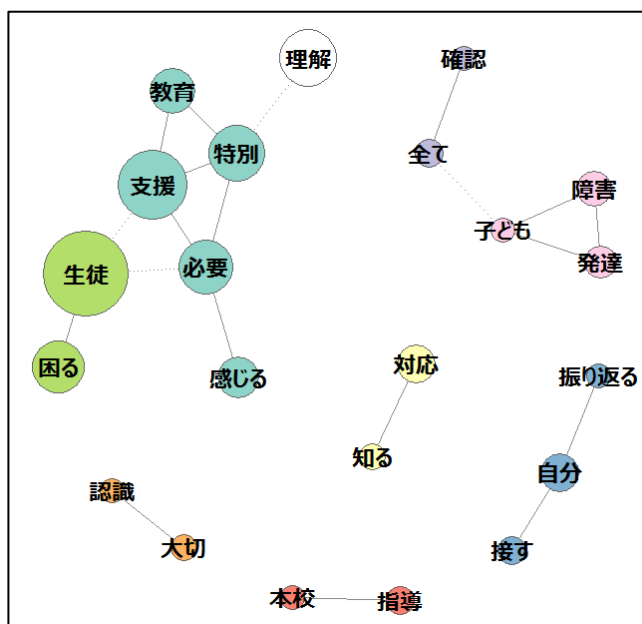 理解
確認
教育
全て
特別
支援
障害
子ども
生徒
必要
発達
困る
感じる
対応
振り返る
知る
自分
認識
大切
接す
本校
指導